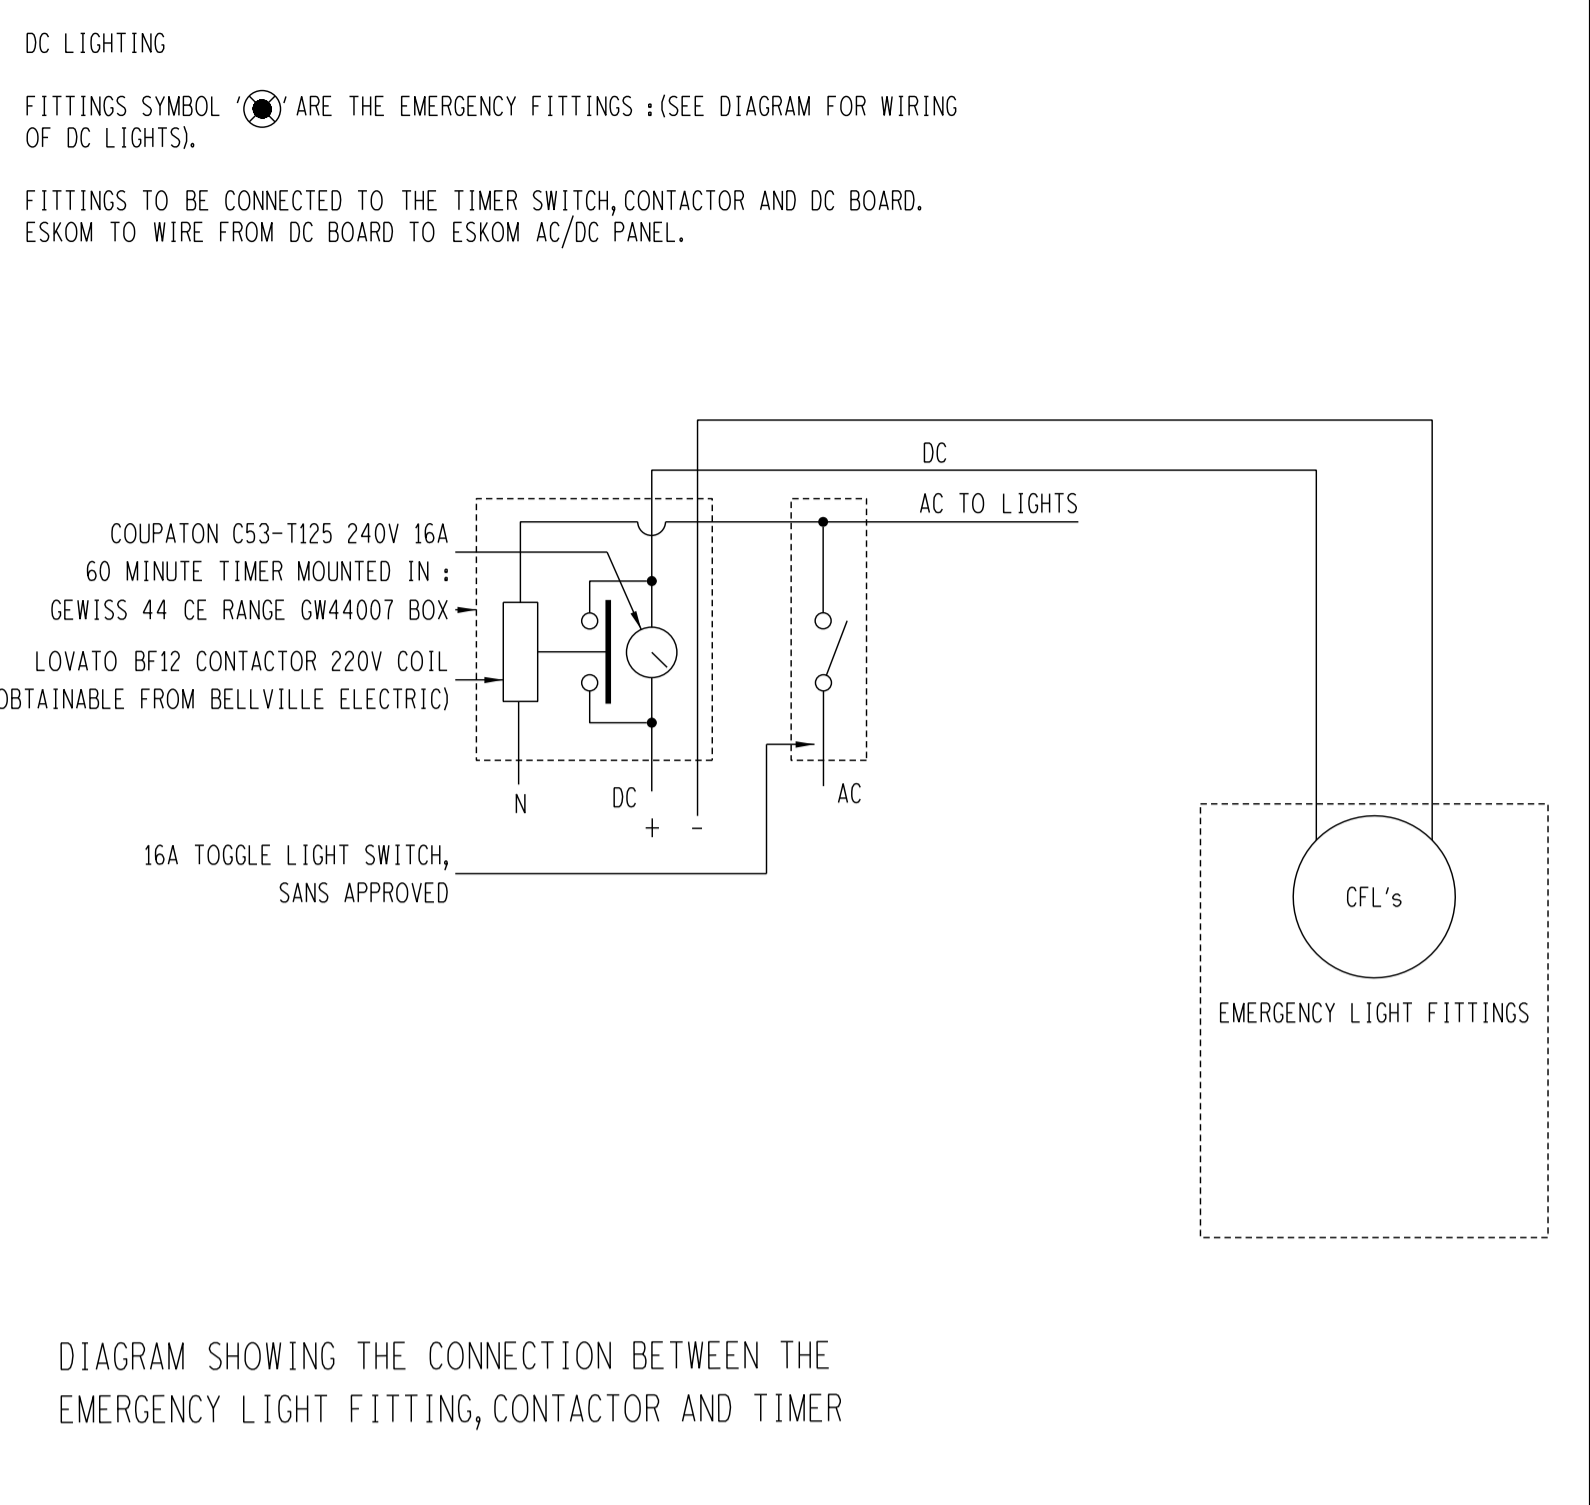 DC LIGHTING
FITTINGS SYMBOL ' ' ARE THE EMERGENCY FITTINGS :(SEE DIAGRAM FOR WIRING
OF DC LIGHTS).
FITTINGS TO BE CONNECTED TO THE TIMER SWITCH, CONTACTOR AND DC BOARD.
ESKOM TO WIRE FROM DC BOARD TO ESKOM AC/DC PANEL.
DC
AC TO LIGHTS
COUPATON C53-T125 240V 16A
60 MINUTE TIMER MOUNTED IN :
GEWISS 44 CE RANGE GW44007 BOX
LOVATO BF12 CONTACTOR 220V COIL
OBTAINABLE FROM BELLVILLE ELECTRIC)
N
DC
+ -
AC
16A TOGGLE LIGHT SWITCH,
SANS APPROVED
CFL's
EMERGENCY LIGHT FITTINGS
DIAGRAM SHOWING THE CONNECTION BETWEEN THE
EMERGENCY LIGHT FITTING, CONTACTOR AND TIMER